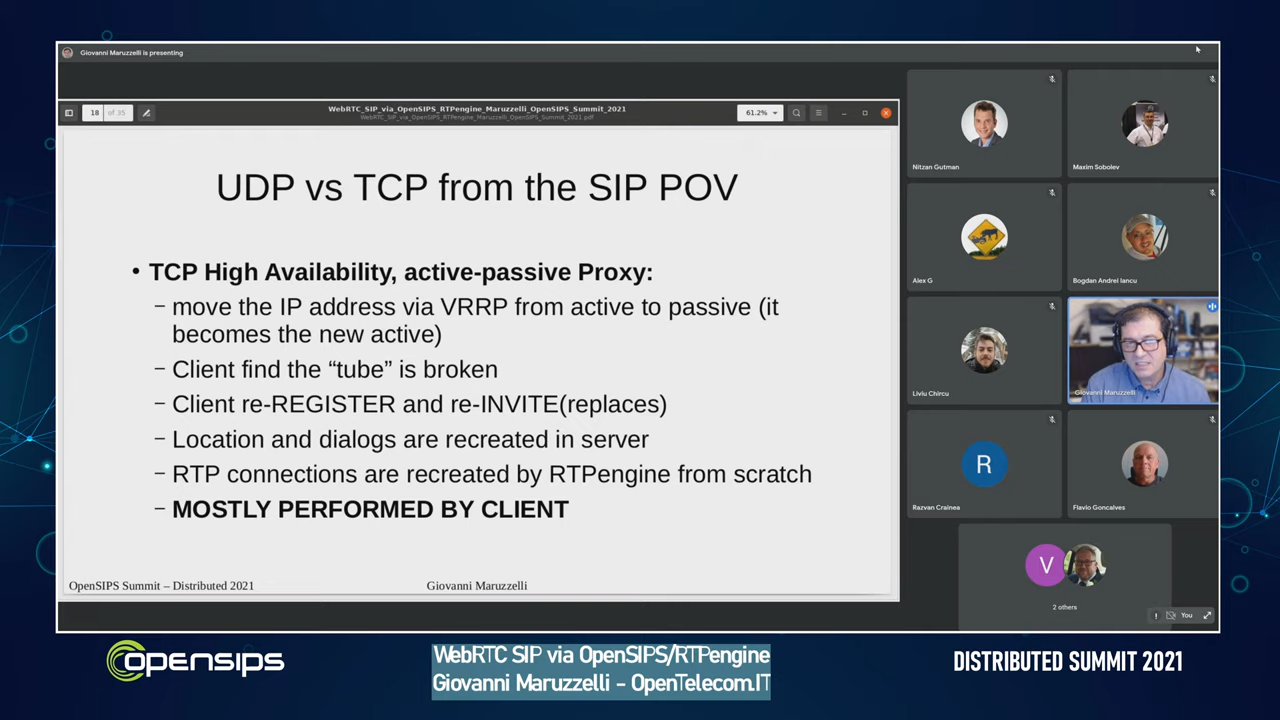 Giovanni Maruzzelli is presenting
18 of 35
WebRTC_SIP_via_OpenSIPS_RTPengine_Maruzzelli_OpenSIPS_Summit_2021
WebRTC_SIP_via_OpenSIPS_RTPengine_Maruzzelli_OpenSIPS_Summit_2021.pdf
61.2%
UDP vs TCP from the SIP POV
• TCP High Availability, active-passive Proxy:
– move the IP address via VRRP from active to passive (it
becomes the new active)
– Client find the “tube” is broken
– Client re-REGISTER and re-INVITE(replaces)
– Location and dialogs are recreated in server
– RTP connections are recreated by RTPengine from scratch
– MOSTLY PERFORMED BY CLIENT
OpenSIPS Summit – Distributed 2021
Giovanni Maruzzelli
Nitzan Gutman
Maxim Sobolev
Alex G
Bogdan Andrei Iancu
Liviu Chircu
Giovanni Maruzzelli
R
Razvan Crainea
Flavio Goncalves
V
2 others
You
opensips
WebRTC SIP via OpenSIPS/RTPengine
Giovanni Maruzzelli - OpenTelecom.IT
DISTRIBUTED SUMMIT 2021